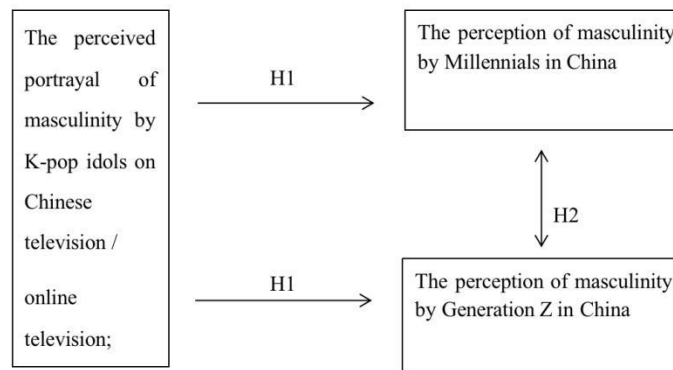 The perceived
portrayal of
masculinity by
K-pop idols on
Chinese
television /
online
television;
H1
The perception of masculinity
by Millennials in China
H2
H1
The perception of masculinity
by Generation Z in China